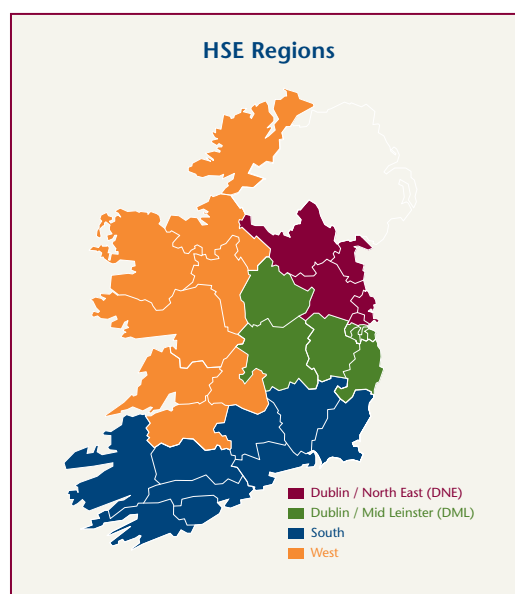 HSE Regions
Dublin / North East (DNE)
Dublin / Mid Leinster (DML)
South
West